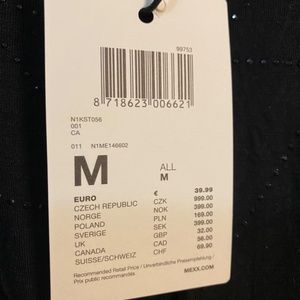 99753
8 718623 006621
N1KST056
001
CA
011 N1ME146602
M
ALL
M
EURO € 39.99
CZECH REPUBLIC CZK 999.00
NORGE NOK 399.00
POLAND PLN 169.00
SVERIGE SEK 399.00
UK GBP 32.00
CANADA CAD 56.00
SUISSE/SCHWEIZ CHF 69.90
Recommended Retail Price / Unverbindliche Preisempfehlung /
Prix public recommandés
MEXX.COM